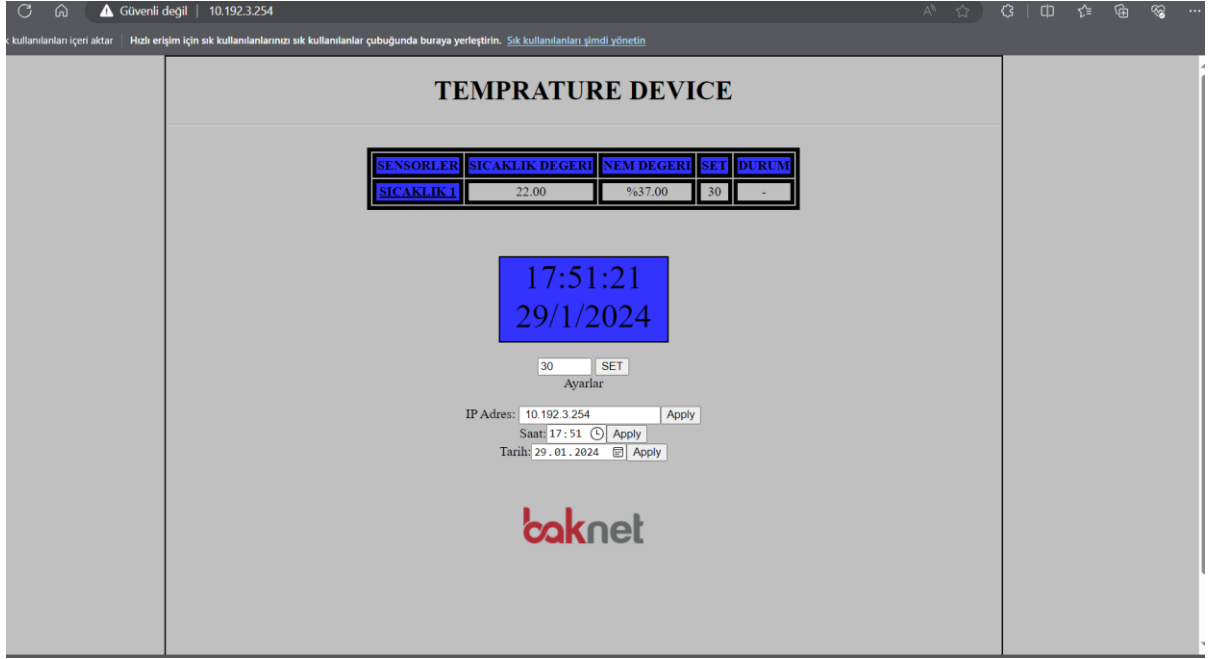 Güvenli değil | 10.192.3.254
kullanılanları içeri aktar | Hızlı erişim için sık kullanılanlarınızı sık kullanılanlar çubuğunda buraya yerleştirin. Sık kullanılanları şimdi yönetin
TEMPRATURE DEVICE
SENSORLER SICAKLIK DEGERI NEM DEGERI SET DURUM
SICAKLIK 1 22.00 %37.00 30 -
17:51:21
29/1/2024
30 SET
Ayarlar
IP Adres: 10.192.3.254 Apply
Saat: 17:51 Apply
Tarih: 29.01.2024 Apply
baknet